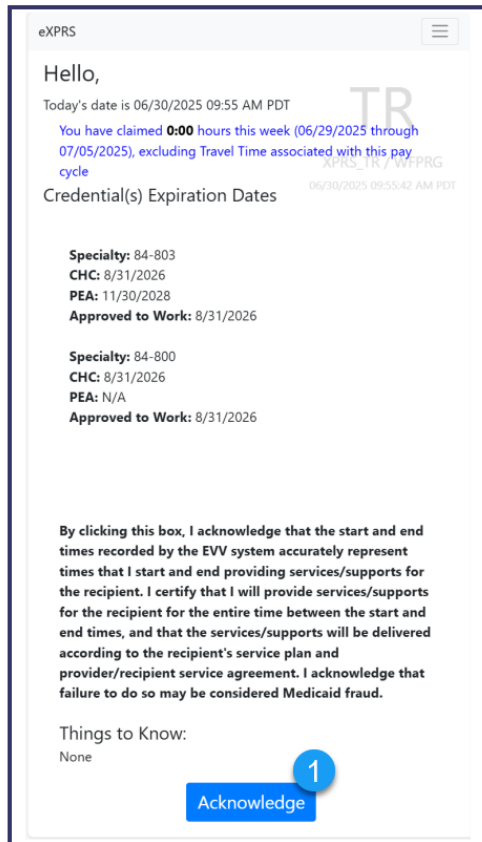 eXPRS
Hello,
TR
Today's date is 06/30/2025 09:55 AM PDT
You have claimed 0:00 hours this week (06/29/2025 through
07/05/2025), excluding Travel Time associated with this pay
cycle
XPRS_TR / WFPRG
06/30/2025 09:55:42 AM PDT
Credential(s) Expiration Dates
Specialty: 84-803
CHC: 8/31/2026
PEA: 11/30/2028
Approved to Work: 8/31/2026
Specialty: 84-800
CHC: 8/31/2026
PEA: N/A
Approved to Work: 8/31/2026
By clicking this box, I acknowledge that the start and end
times recorded by the EVV system accurately represent
times that I start and end providing services/supports for
the recipient. I certify that I will provide services/supports
for the recipient for the entire time between the start and
end times, and that the services/supports will be delivered
according to the recipient's service plan and
provider/recipient service agreement. I acknowledge that
failure to do so may be considered Medicaid fraud.
Things to Know:
None
1
Acknowledge